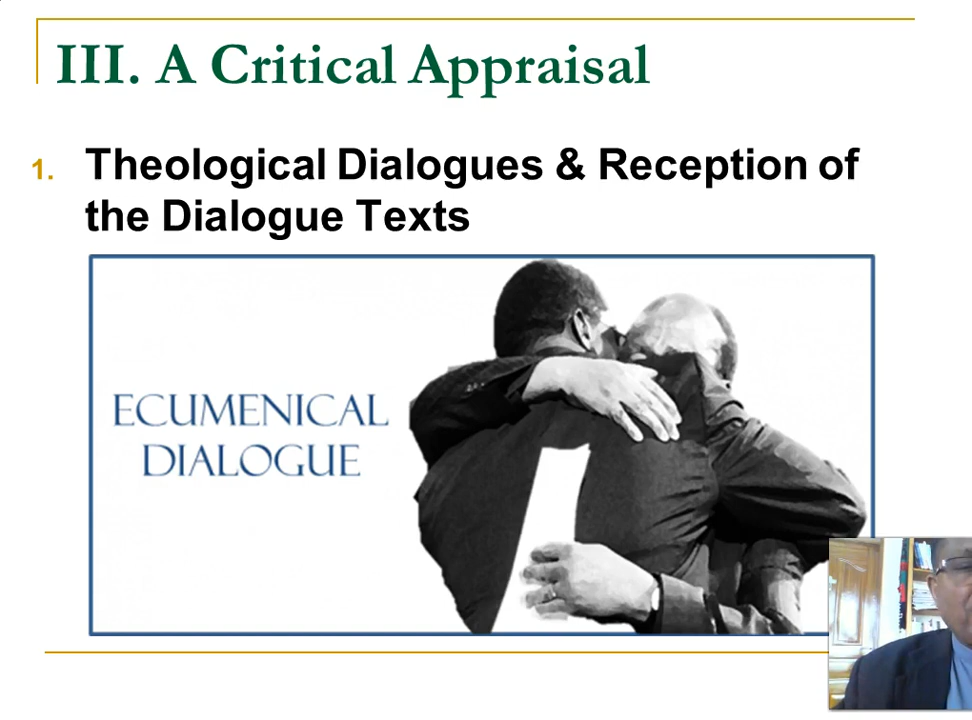 III. A Critical Appraisal
1. Theological Dialogues & Reception of
the Dialogue Texts
ECUMENICAL
DIALOGUE